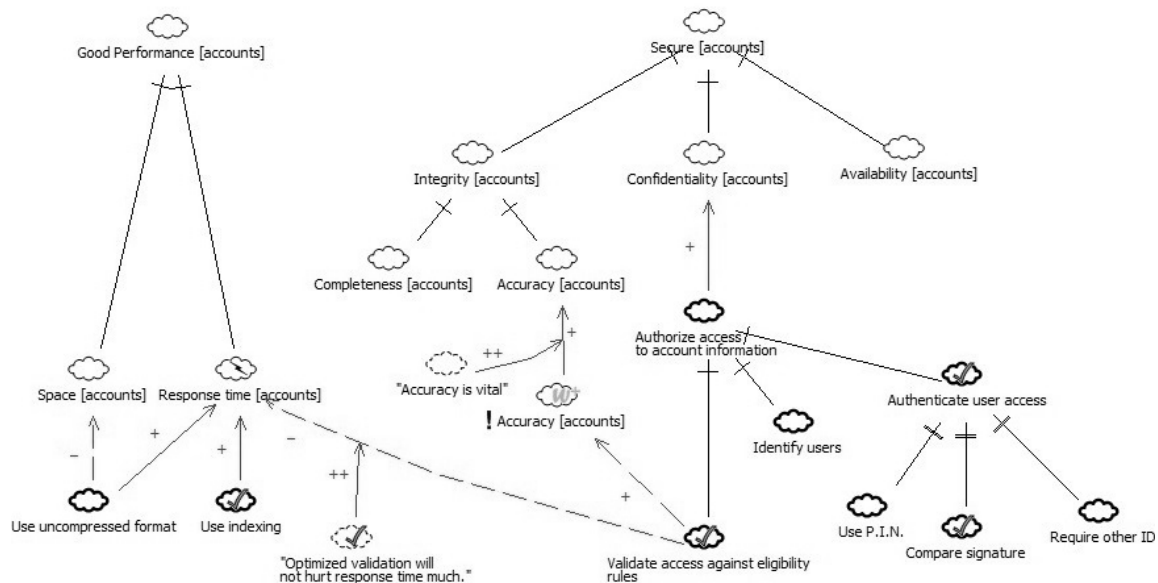 Good Performance [accounts]
Secure [accounts]
Integrity [accounts]
Confidentiality [accounts]
Availability [accounts]
+
Completeness [accounts]
Accuracy [accounts]
+
Authorize access
to account information
++
"Accuracy is vital"
W+
Space [accounts]
Response time [accounts]
! Accuracy [accounts]
Authenticate user access
-
+
+
-
++
+
Identify users
Use uncompressed format
Use indexing
"Optimized validation will
not hurt response time much."
Validate access against eligibility
rules
Use P.I.N.
Compare signature
Require other ID